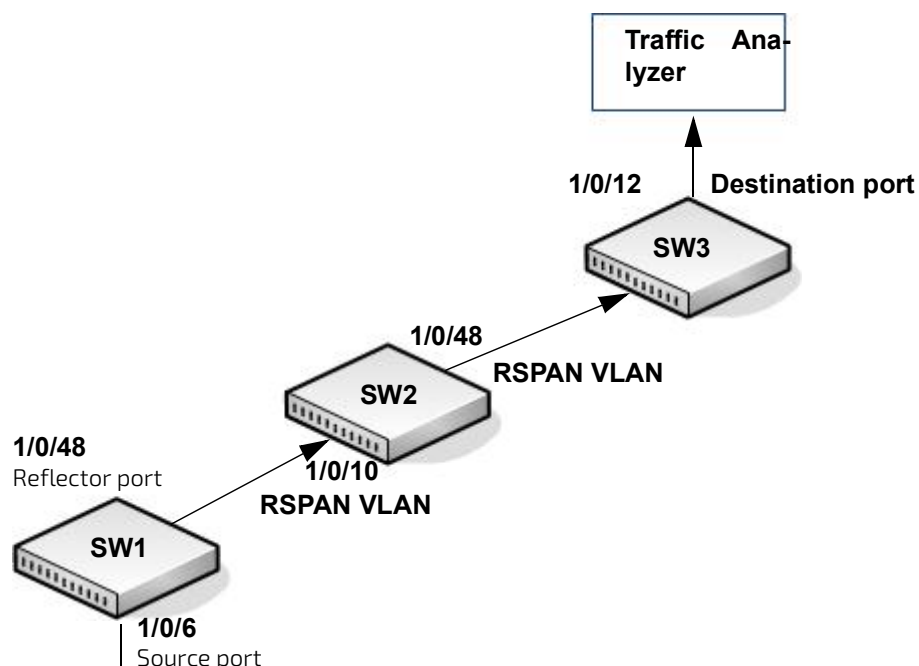 Traffic Ana-
lyzer
1/0/12 Destination port
SW3
1/0/48
RSPAN VLAN
SW2
1/0/48
Reflector port
1/0/10
RSPAN VLAN
SW1
1/0/6
Source port